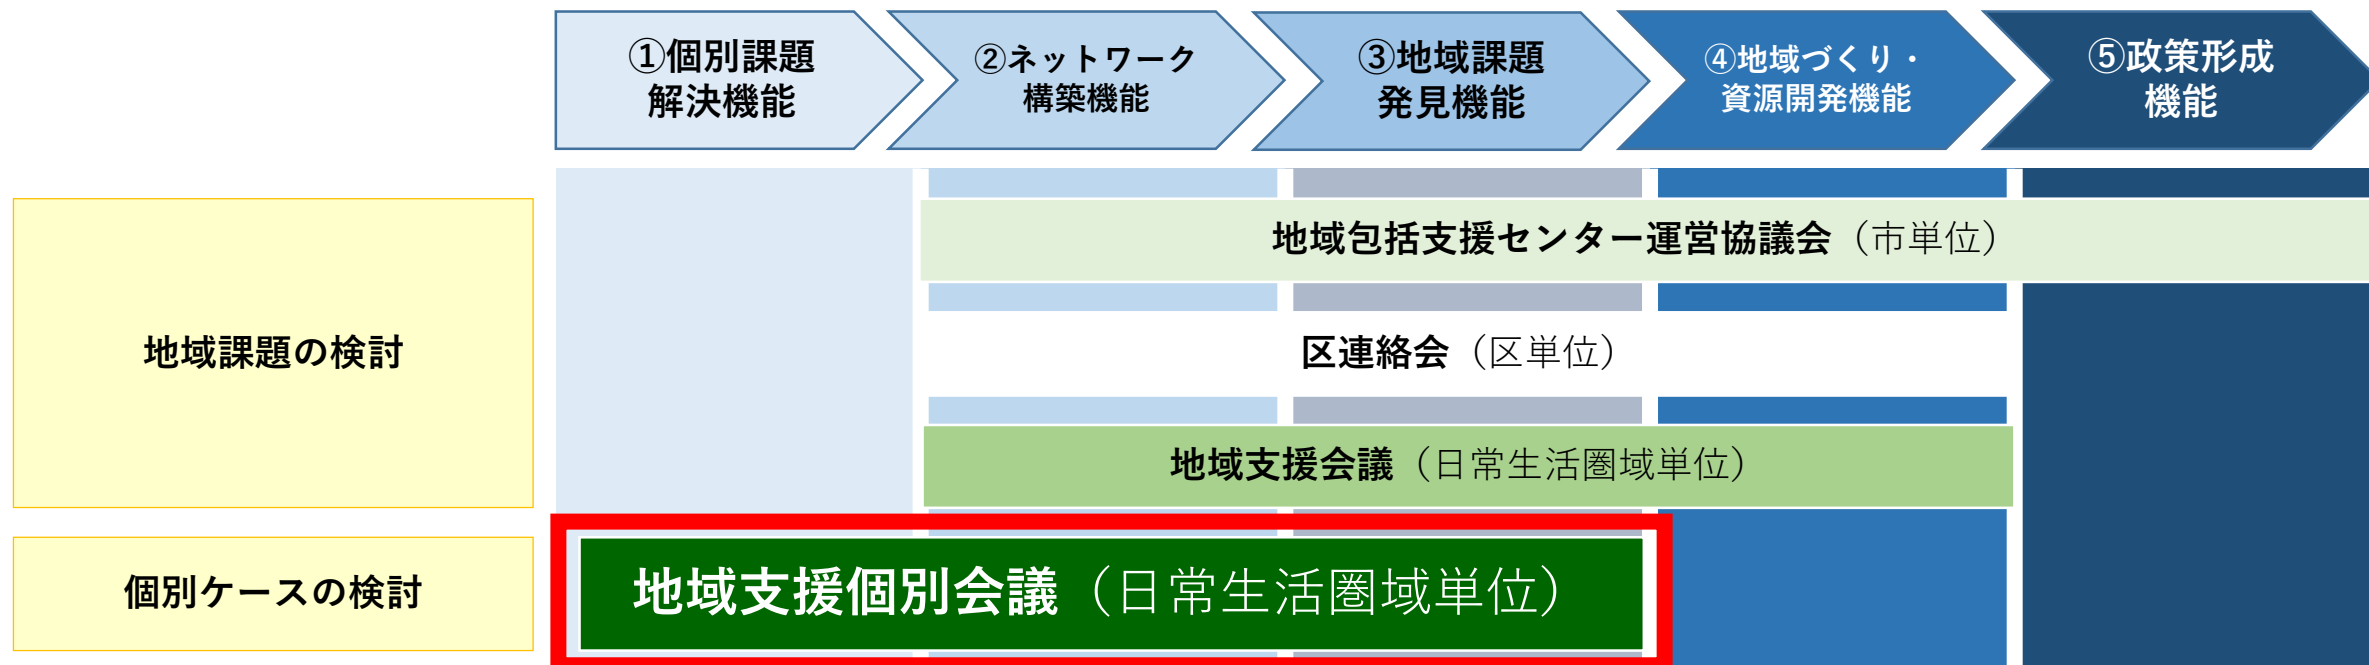 ①個別課題
解決機能
②ネットワーク
構築機能
③地域課題
発見機能
④地域づくり・
資源開発機能
⑤政策形成
機能
地域課題の検討
地域包括支援センター運営協議会（市単位）
区連絡会（区単位）
地域支援会議（日常生活圏域単位）
個別ケースの検討
地域支援個別会議（日常生活圏域単位）